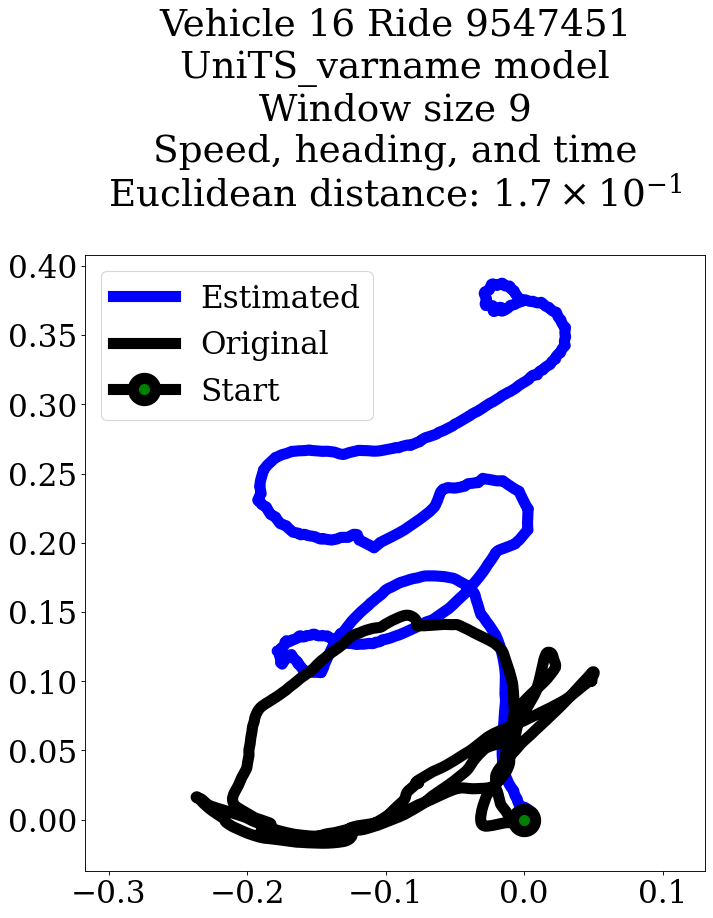 Vehicle 16 Ride 9547451
UniTS_varname model
Window size 9
Speed, heading, and time
Euclidean distance: 1.7 × 10⁻¹
Estimated
Original
Start
0.40
0.35
0.30
0.25
0.20
0.15
0.10
0.05
0.00
−0.3 −0.2 −0.1 0.0 0.1